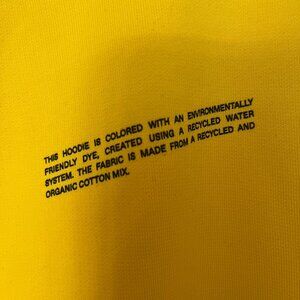 THIS HOODIE IS COLORED WITH AN ENVIRONMENTALLY
FRIENDLY DYE, CREATED USING A RECYCLED WATER
SYSTEM. THE FABRIC IS MADE FROM A RECYCLED AND
ORGANIC COTTON MIX.